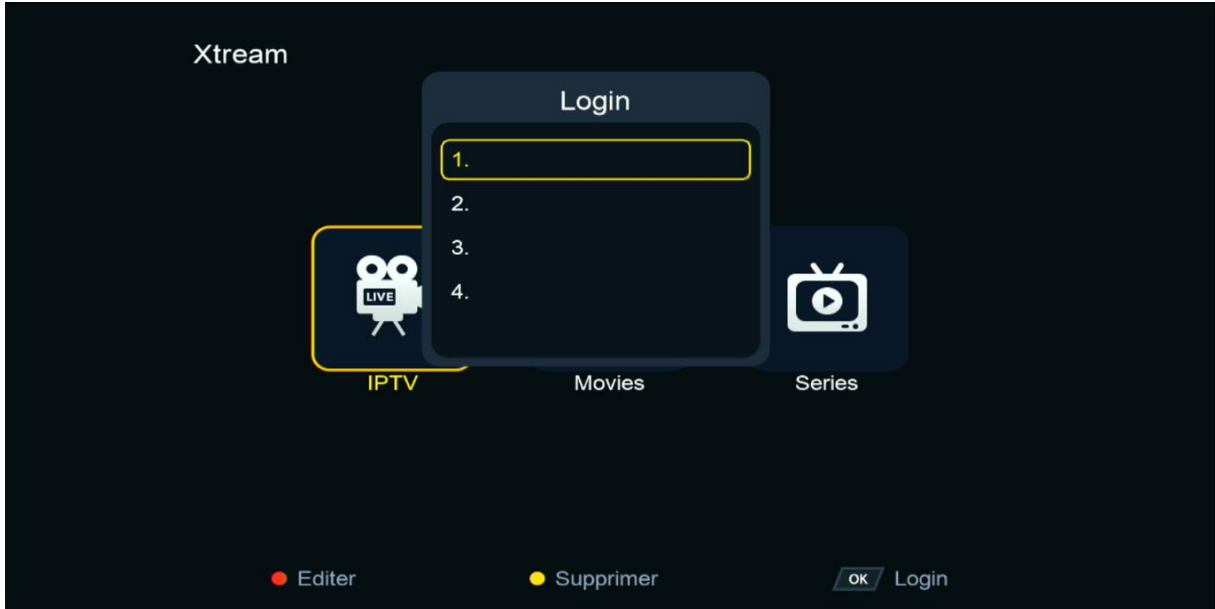 Xtream
Login
1.
2.
3.
4.
LIVE
IPTV
Movies
Series
Editer
Supprimer
OK Login